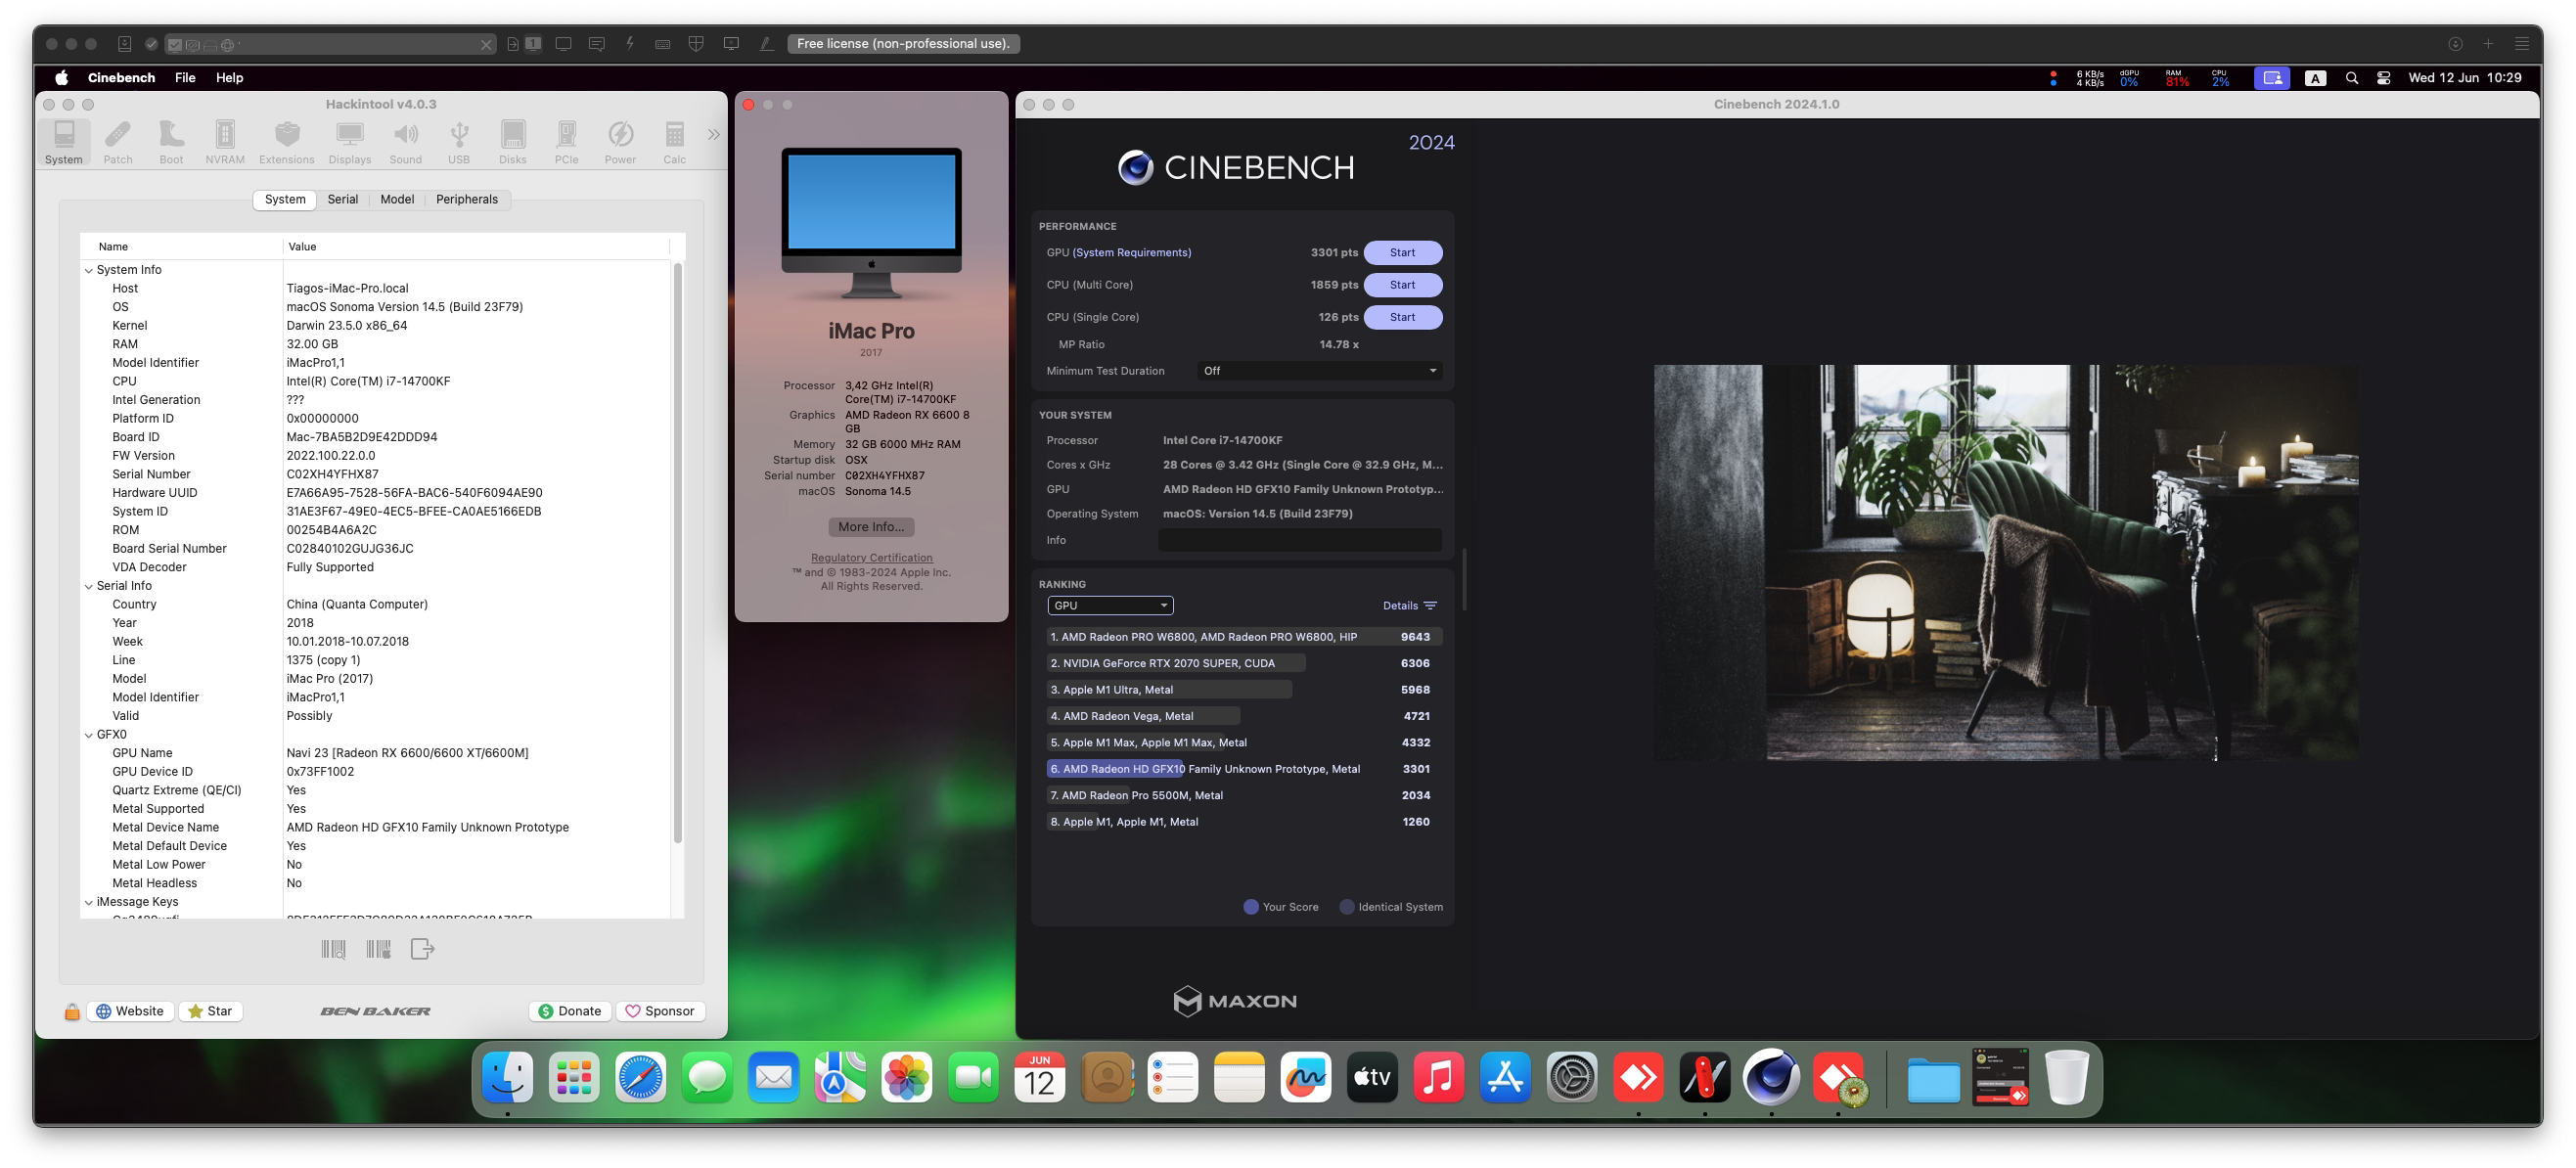 Free license (non-professional use).
1
Cinebench File Help
6 KB/s
4 KB/s
dGPU
0%
RAM
81%
CPU
2%
A
Wed 12 Jun 10:29
Hackintool v4.0.3
System Patch Boot NVRAM Extensions Displays Sound USB Disks PCIe Power Calc
System Serial Model Peripherals
Name Value
System Info
Host Tiagos-iMac-Pro.local
OS macOS Sonoma Version 14.5 (Build 23F79)
Kernel Darwin 23.5.0 x86_64
RAM 32.00 GB
Model Identifier iMacPro1,1
CPU Intel(R) Core(TM) i7-14700KF
Intel Generation ???
Platform ID 0x00000000
Board ID Mac-7BA5B2D9E42DDD94
FW Version 2022.100.22.0.0
Serial Number C02XH4YFHX87
Hardware UUID E7A66A95-7528-56FA-BAC6-540F6094AE90
System ID 31AE3F67-49E0-4EC5-BFEE-CA0AE5166EDB
ROM 00254B4A6A2C
Board Serial Number C02840102GUJG36JC
VDA Decoder Fully Supported
Serial Info
Country China (Quanta Computer)
Year 2018
Week 10.01.2018-10.07.2018
Line 1375 (copy 1)
Model iMac Pro (2017)
Model Identifier iMacPro1,1
Valid Possibly
GFX0
GPU Name Navi 23 [Radeon RX 6600/6600 XT/6600M]
GPU Device ID 0x73FF1002
Quartz Extreme (QE/CI) Yes
Metal Supported Yes
Metal Device Name AMD Radeon HD GFX10 Family Unknown Prototype
Metal Default Device Yes
Metal Low Power No
Metal Headless No
iMessage Keys
Website Star BEN BAKER Donate Sponsor
iMac Pro
2017
Processor 3,42 GHz Intel(R)
Core(TM) i7-14700KF
Graphics AMD Radeon RX 6600 8
GB
Memory 32 GB 6000 MHz RAM
Startup disk OSX
Serial number C02XH4YFHX87
macOS Sonoma 14.5
More Info...
Regulatory Certification
™ and © 1983-2024 Apple Inc.
All Rights Reserved.
Cinebench 2024.1.0
2024
CINEBENCH
PERFORMANCE
GPU (System Requirements) 3301 pts Start
CPU (Multi Core) 1859 pts Start
CPU (Single Core) 126 pts Start
MP Ratio 14.78 x
Minimum Test Duration Off
YOUR SYSTEM
Processor Intel Core i7-14700KF
Cores x GHz 28 Cores @ 3.42 GHz (Single Core @ 32.9 GHz, M...
GPU AMD Radeon HD GFX10 Family Unknown Prototyp...
Operating System macOS: Version 14.5 (Build 23F79)
Info
RANKING
GPU Details
1. AMD Radeon PRO W6800, AMD Radeon PRO W6800, HIP 9643
2. NVIDIA GeForce RTX 2070 SUPER, CUDA 6306
3. Apple M1 Ultra, Metal 5968
4. AMD Radeon Vega, Metal 4721
5. Apple M1 Max, Apple M1 Max, Metal 4332
6. AMD Radeon HD GFX10 Family Unknown Prototype, Metal 3301
7. AMD Radeon Pro 5500M, Metal 2034
8. Apple M1, Apple M1, Metal 1260
Your Score Identical System
MAXON
JUN
12
tv